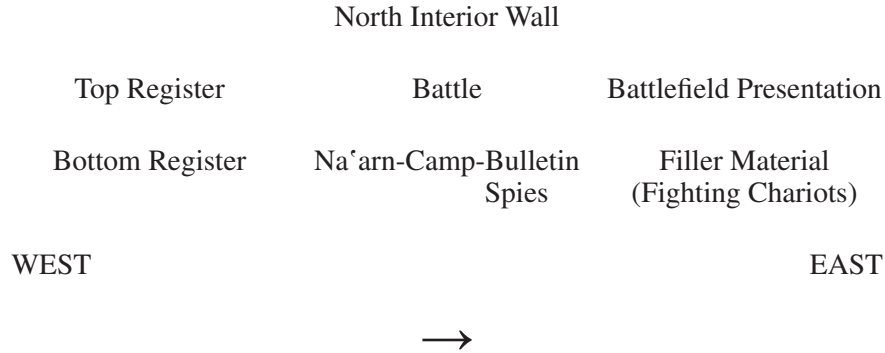 North Interior Wall
Top Register Battle Battlefield Presentation
Bottom Register Naʿarn-Camp-Bulletin Filler Material
Spies (Fighting Chariots)
WEST EAST
→